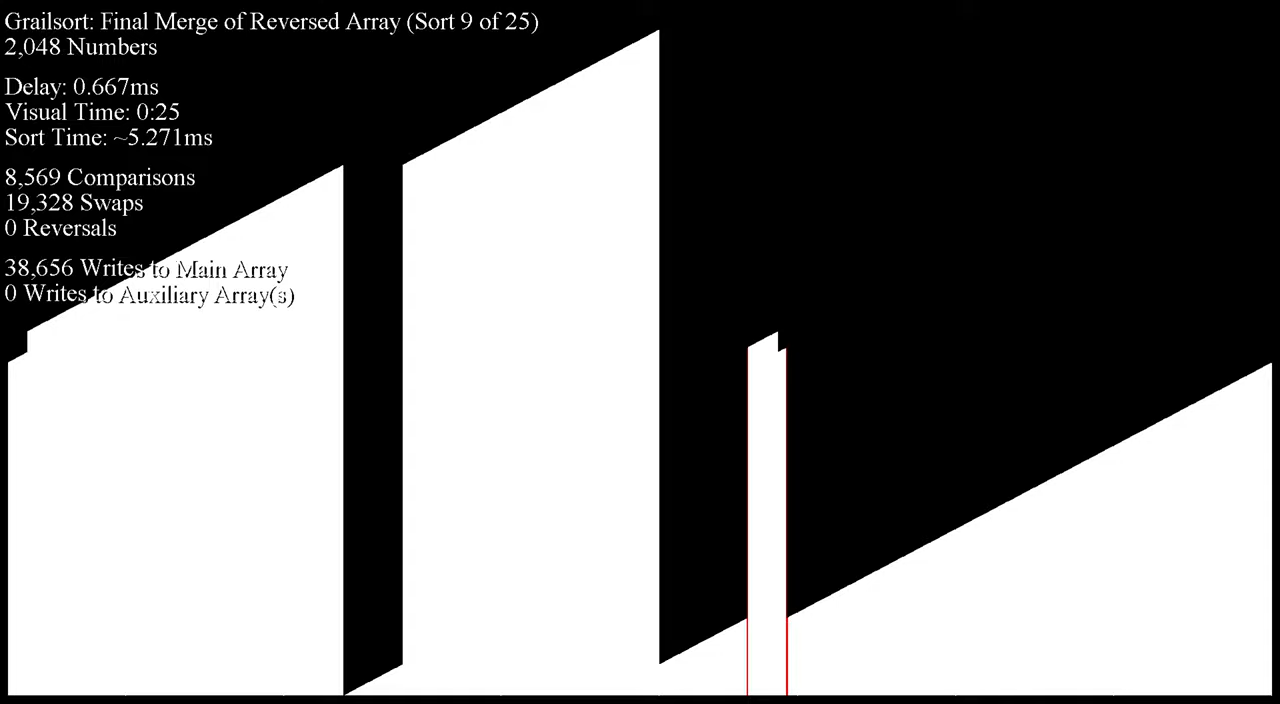 Grailsort: Final Merge of Reversed Array (Sort 9 of 25)
2,048 Numbers
Delay: 0.667ms
Visual Time: 0:25
Sort Time: ~5.271ms
8,569 Comparisons
19,328 Swaps
0 Reversals
38,656 Writes to Main Array
0 Writes to Auxiliary Array(s)